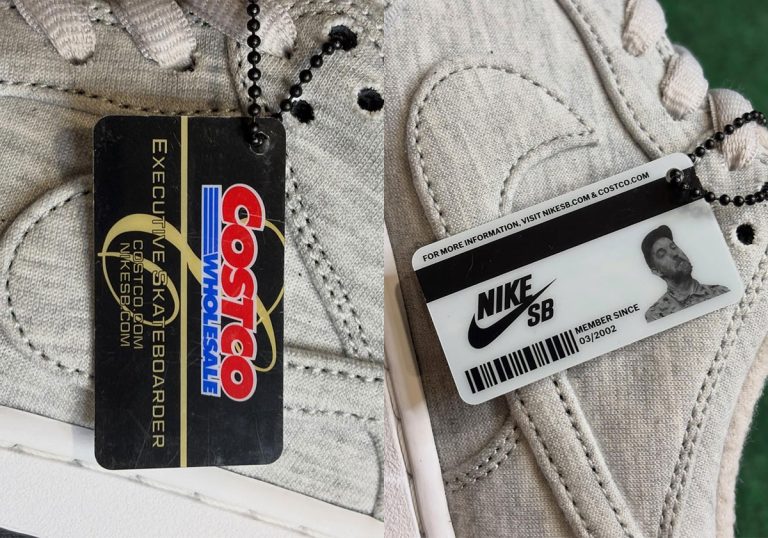 COSTCO
WHOLESALE
EXECUTIVE SKATEBOARDER
COSTCO.COM
NIKESB.COM
FOR MORE INFORMATION, VISIT NIKESB.COM & COSTCO.COM
NIKE
SB
MEMBER SINCE
03/2002